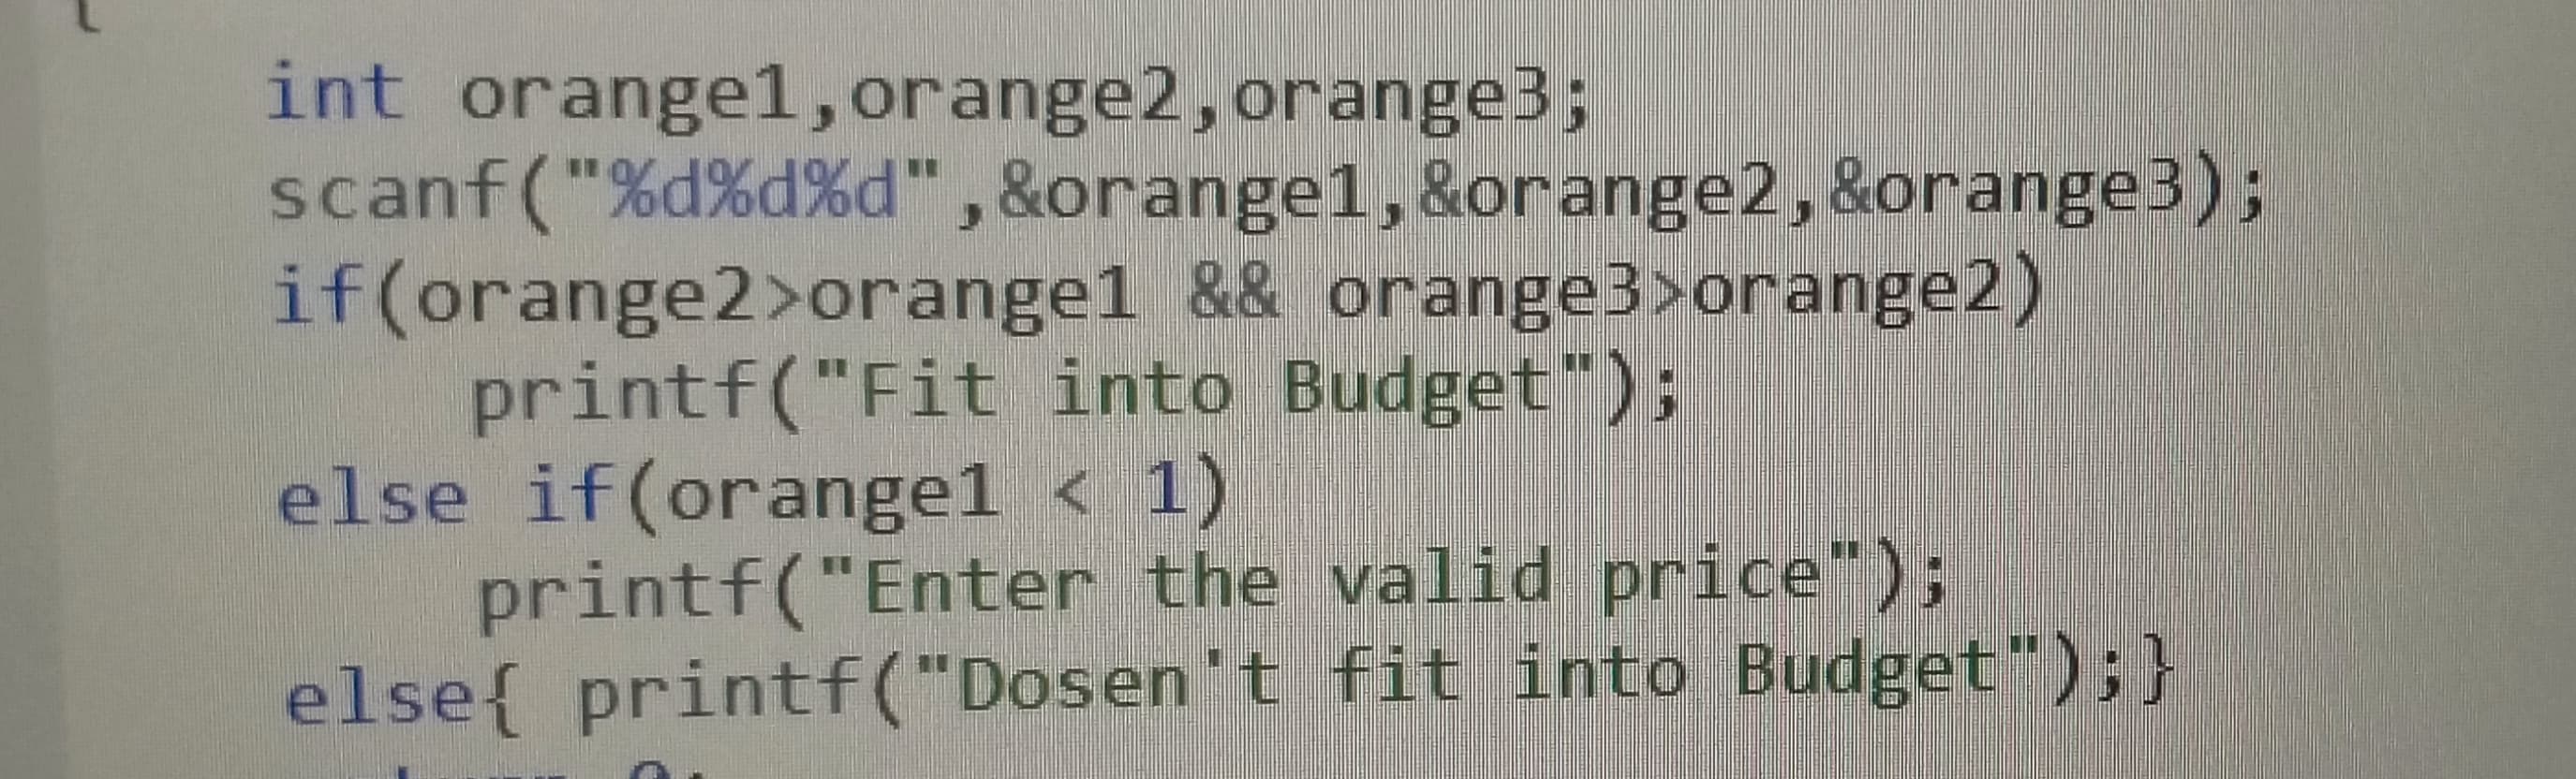 {
int orange1,orange2,orange3;
scanf("%d%d%d",&orange1,&orange2,&orange3);
if(orange2>orange1 && orange3>orange2)
printf("Fit into Budget");
else if(orange1 < 1)
printf("Enter the valid price");
else{ printf("Dosen't fit into Budget");}